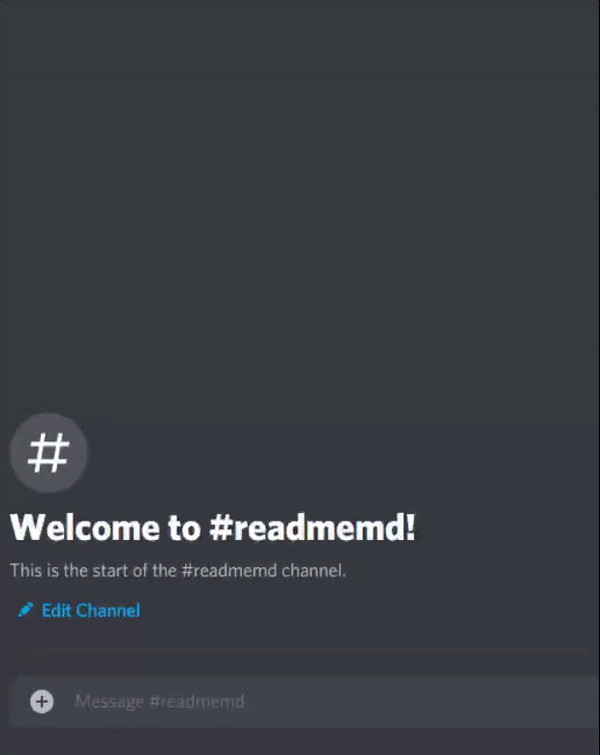 #
Welcome to #readmemd!
This is the start of the #readmemd channel.
Edit Channel
Message #readmemd